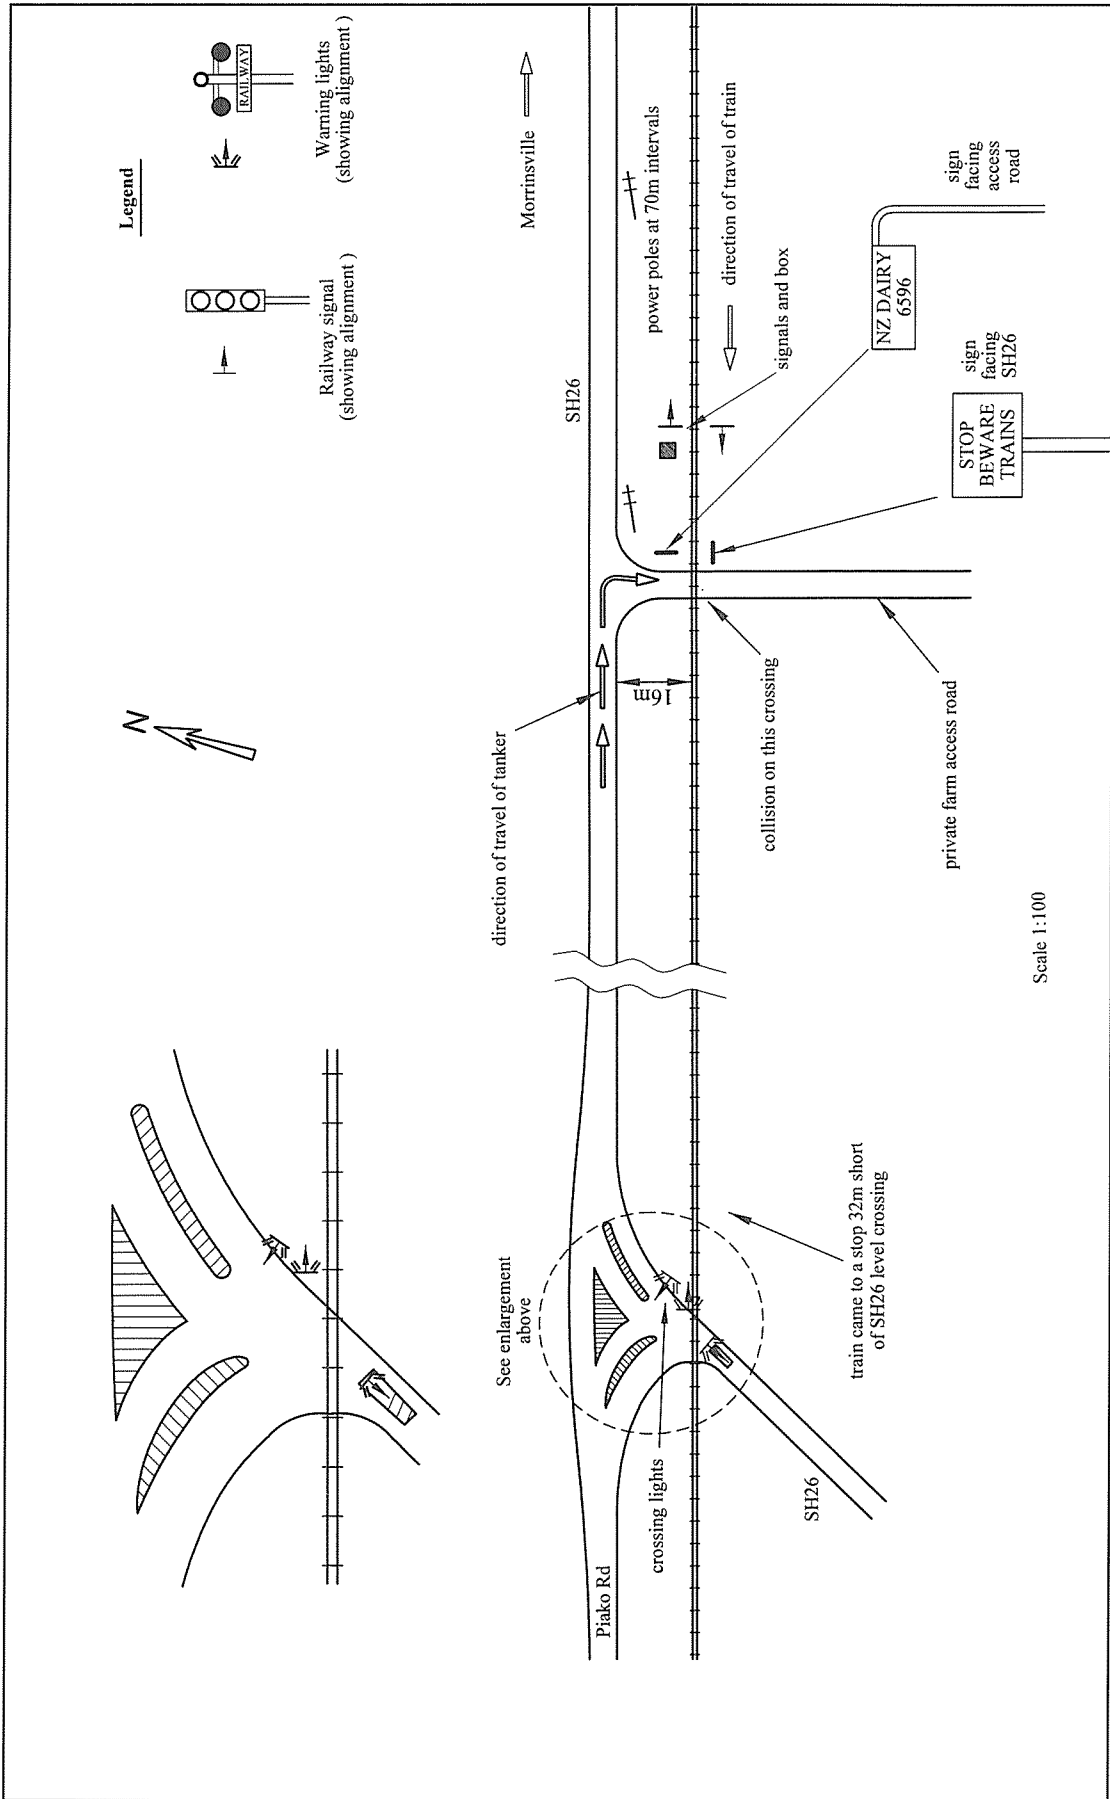 Legend
Railway signal
(showing alignment )
RAILWAY
Warning lights
(showing alignment )
N
Morrinsville
See enlargement
above
direction of travel of tanker
SH26
power poles at 70m intervals
Piako Rd
crossing lights
16m
direction of travel of train
signals and box
SH26
train came to a stop 32m short
of SH26 level crossing
collision on this crossing
private farm access road
NZ DAIRY
6596
sign
facing
access
road
STOP
BEWARE
TRAINS
sign
facing
SH26
Scale 1:100